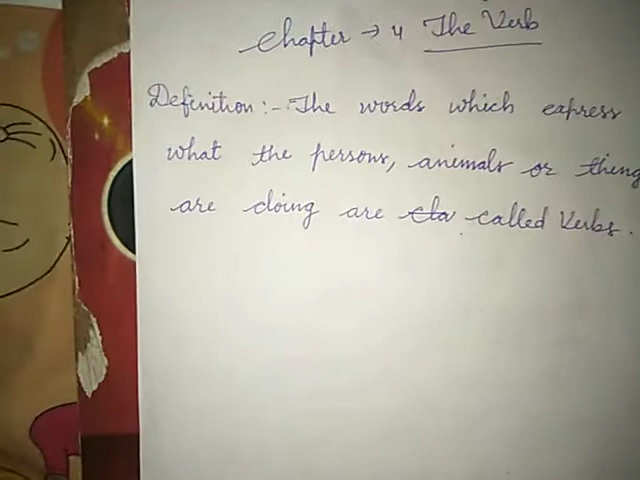 Chapter → 4 The Verb
Definition :- The words which express
what the persons, animals or thing
are doing are called Verbs.